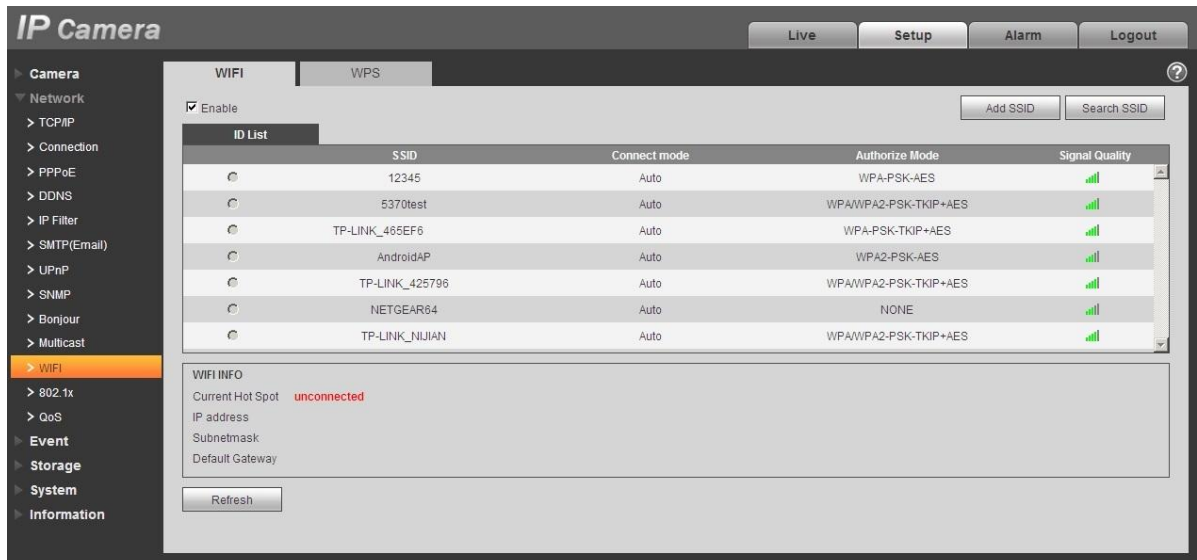 IP Camera
Live Setup Alarm Logout
Camera
Network
> TCP/IP
> Connection
> PPPoE
> DDNS
> IP Filter
> SMTP(Email)
> UPnP
> SNMP
> Bonjour
> Multicast
> WIFI
> 802.1x
> QoS
Event
Storage
System
Information
WIFI WPS
?
Enable
Add SSID Search SSID
ID List
SSID Connect mode Authorize Mode Signal Quality
12345 Auto WPA-PSK-AES
5370test Auto WPA/WPA2-PSK-TKIP+AES
TP-LINK_465EF6 Auto WPA-PSK-TKIP+AES
AndroidAP Auto WPA2-PSK-AES
TP-LINK_425796 Auto WPA/WPA2-PSK-TKIP+AES
NETGEAR64 Auto NONE
TP-LINK_NIJIAN Auto WPA/WPA2-PSK-TKIP+AES
WIFI INFO
Current Hot Spot unconnected
IP address
Subnetmask
Default Gateway
Refresh